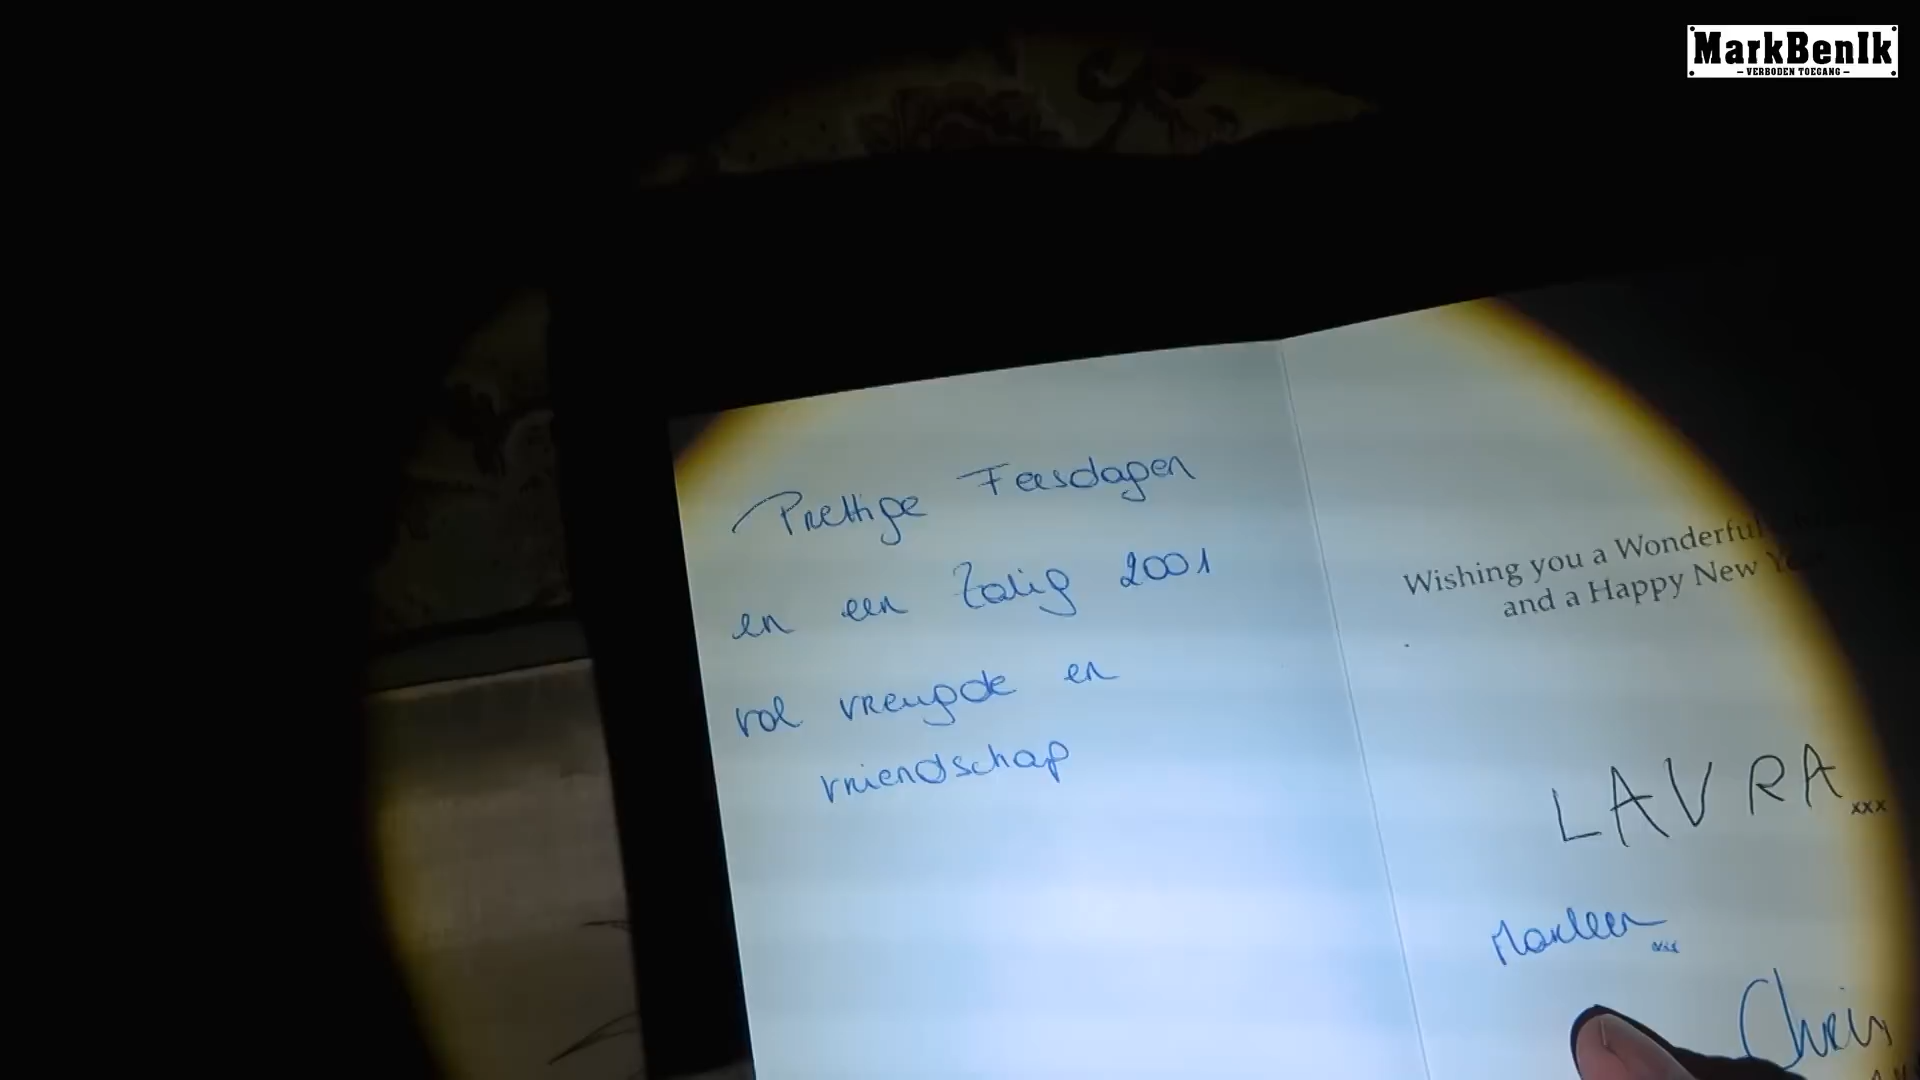 MarkBenIk
– VERBODEN TOEGANG –
Prettige Feesdagen
en een Zalig 2001
vol vreugde en
vriendschap
Wishing you a Wonderful
and a Happy New
LAURA xxx
Marleen xxx
Chris